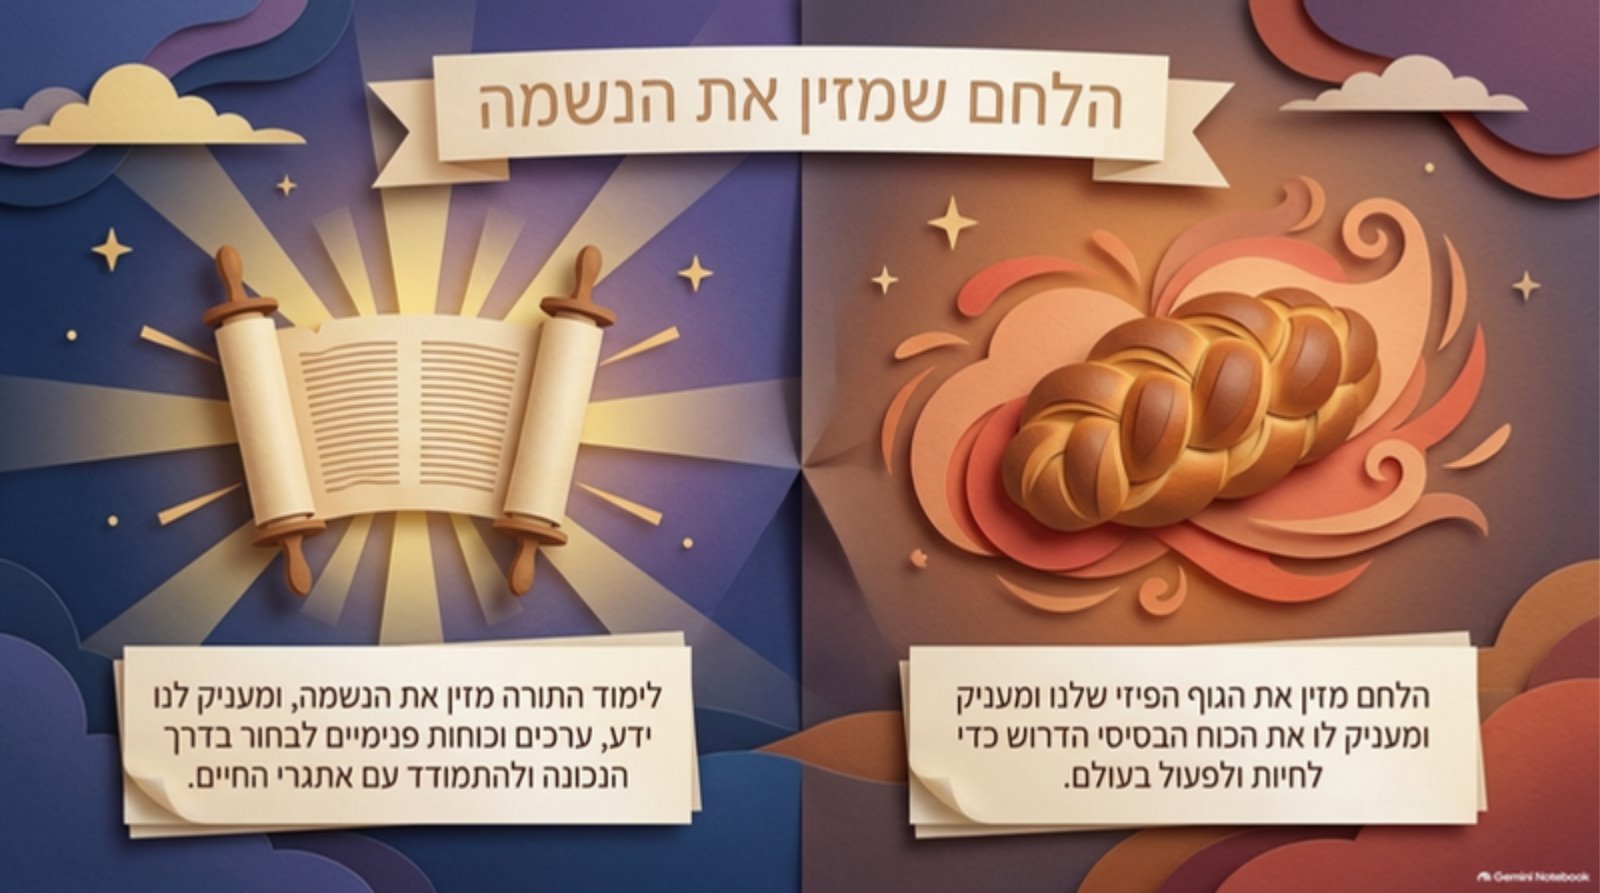 הלחם שמזין את הנשמה
הלחם מזין את הגוף הפיזי שלנו ומעניק
ומעניק לו את הכוח הבסיסי הדרוש כדי
לחיות ולפעול בעולם.
לימוד התורה מזין את הנשמה, ומעניק לנו
ידע, ערכים וכוחות פנימיים לבחור בדרך
הנכונה ולהתמודד עם אתגרי החיים.
Gemini Notebook